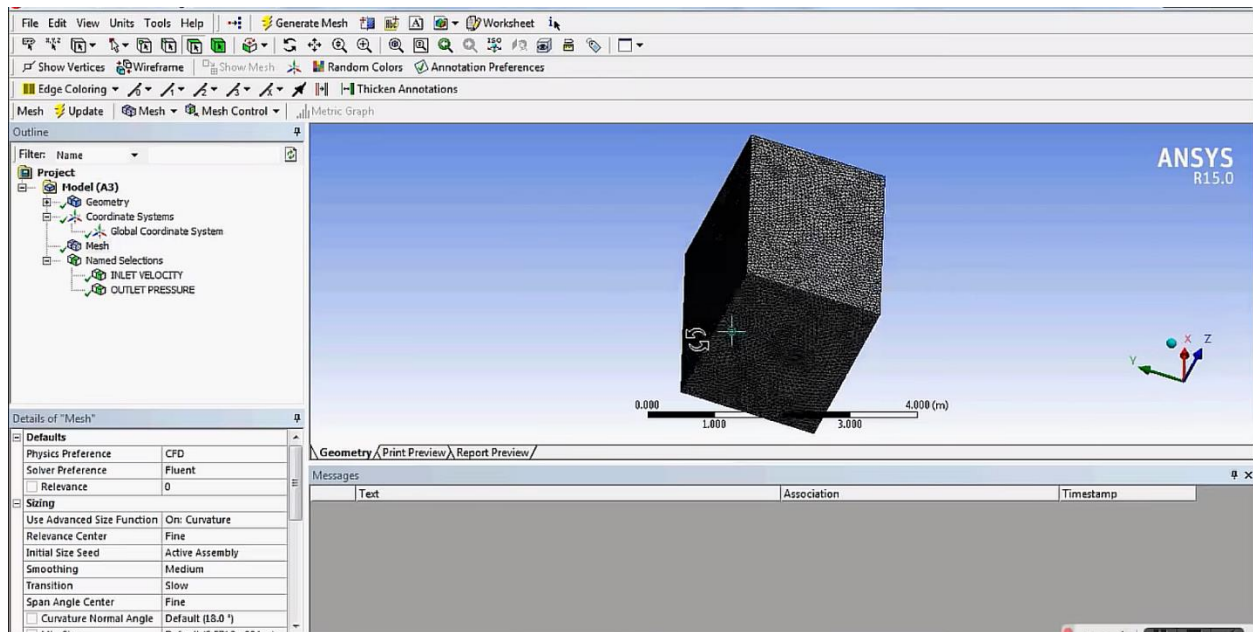 File Edit View Units Tools Help Generate Mesh Worksheet
Show Vertices Wireframe Show Mesh Random Colors Annotation Preferences
Edge Coloring Thicken Annotations
Mesh Update Mesh Mesh Control Metric Graph
Outline
Filter: Name
Project
Model (A3)
Geometry
Coordinate Systems
Global Coordinate System
Mesh
Named Selections
INLET VELOCITY
OUTLET PRESSURE
ANSYS
R15.0
X Z
Y
0.000 4.000 (m)
1.000 3.000
Geometry Print Preview Report Preview
Details of "Mesh"
Defaults
Physics Preference CFD
Solver Preference Fluent
Relevance 0
Sizing
Use Advanced Size Function On: Curvature
Relevance Center Fine
Initial Size Seed Active Assembly
Smoothing Medium
Transition Slow
Span Angle Center Fine
Curvature Normal Angle Default (18.0 °)
Messages
Text Association Timestamp